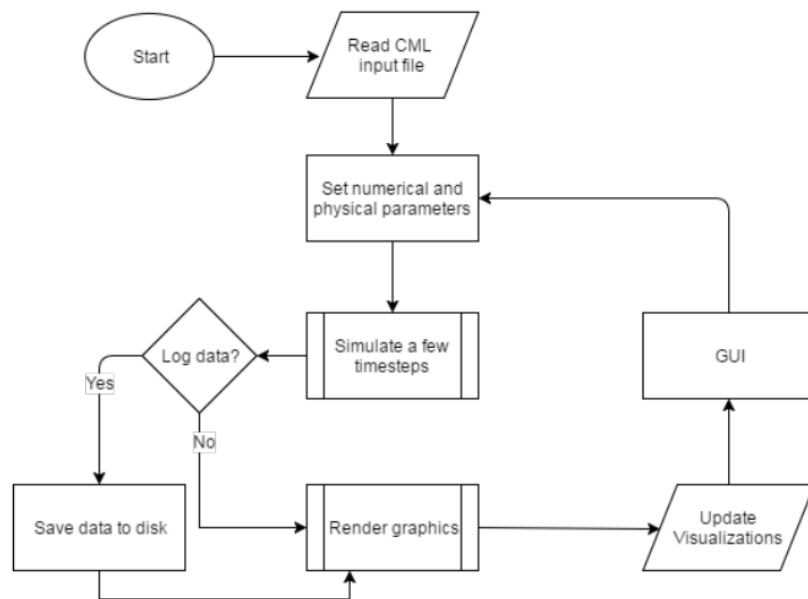 Start
Read CML
input file
Set numerical and
physical parameters
Simulate a few
timesteps
Log data?
GUI
Yes
No
Save data to disk
Render graphics
Update
Visualizations